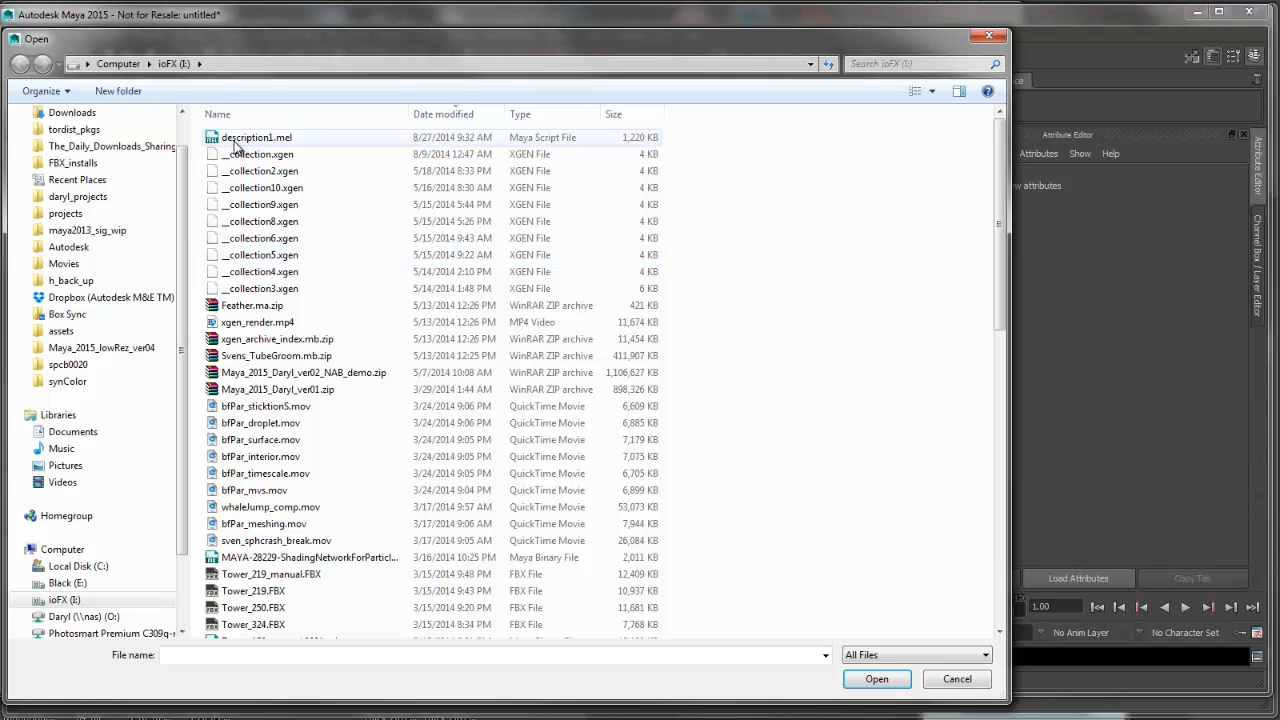 Autodesk Maya 2015 - Not for Resale: untitled*
Open
Computer ioFX (I:) Search ioFX (I:)
Organize New folder
Name Date modified Type Size
Downloads
tordist_pkgs
The_Daily_Downloads_Sharing
FBX_installs
Recent Places
daryl_projects
projects
maya2013_sig_wip
Autodesk
Movies
h_back_up
Dropbox (Autodesk M&E TM)
Box Sync
assets
Maya_2015_lowRez_ver04
spcb0020
synColor
Libraries
Documents
Music
Pictures
Videos
Homegroup
Computer
Local Disk (C:)
Black (E:)
ioFX (I:)
Daryl (\\nas) (O:)
Photosmart Premium C309g-r
description1.mel 8/27/2014 9:32 AM Maya Script File 1,220 KB
__collection.xgen 8/9/2014 12:47 AM XGEN File 4 KB
__collection2.xgen 5/18/2014 8:33 PM XGEN File 4 KB
__collection10.xgen 5/16/2014 8:30 AM XGEN File 4 KB
__collection9.xgen 5/15/2014 5:44 PM XGEN File 4 KB
__collection8.xgen 5/15/2014 5:26 PM XGEN File 4 KB
__collection6.xgen 5/15/2014 9:43 AM XGEN File 4 KB
__collection5.xgen 5/15/2014 9:22 AM XGEN File 4 KB
__collection4.xgen 5/14/2014 2:10 PM XGEN File 4 KB
__collection3.xgen 5/14/2014 1:48 PM XGEN File 6 KB
Feather.ma.zip 5/13/2014 12:26 PM WinRAR ZIP archive 421 KB
xgen_render.mp4 5/13/2014 12:26 PM MP4 Video 11,674 KB
xgen_archive_index.mb.zip 5/13/2014 12:26 PM WinRAR ZIP archive 11,454 KB
Svens_TubeGroom.mb.zip 5/13/2014 12:25 PM WinRAR ZIP archive 411,907 KB
Maya_2015_Daryl_ver02_NAB_demo.zip 5/7/2014 10:08 AM WinRAR ZIP archive 1,106,627 KB
Maya_2015_Daryl_ver01.zip 3/29/2014 1:44 AM WinRAR ZIP archive 898,326 KB
bfPar_sticktionS.mov 3/24/2014 9:06 PM QuickTime Movie 6,609 KB
bfPar_droplet.mov 3/24/2014 9:06 PM QuickTime Movie 6,885 KB
bfPar_surface.mov 3/24/2014 9:05 PM QuickTime Movie 7,179 KB
bfPar_interior.mov 3/24/2014 9:05 PM QuickTime Movie 7,075 KB
bfPar_timescale.mov 3/24/2014 9:05 PM QuickTime Movie 6,705 KB
bfPar_mvs.mov 3/24/2014 9:04 PM QuickTime Movie 6,899 KB
whaleJump_comp.mov 3/17/2014 9:57 AM QuickTime Movie 53,073 KB
bfPar_meshing.mov 3/17/2014 9:06 AM QuickTime Movie 7,944 KB
sven_sphcrash_break.mov 3/17/2014 9:05 AM QuickTime Movie 26,084 KB
MAYA-28229-ShadingNetworkForParticl... 3/16/2014 10:25 PM Maya Binary File 2,011 KB
Tower_219_manual.FBX 3/15/2014 9:48 PM FBX File 12,409 KB
Tower_219.FBX 3/15/2014 9:43 PM FBX File 10,937 KB
Tower_250.FBX 3/15/2014 9:20 PM FBX File 11,681 KB
Tower_324.FBX 3/15/2014 8:34 PM FBX File 7,768 KB
File name: All Files
Open Cancel
ce
Attribute Editor
Attributes Show Help
w attributes
Attribute Editor
Channel Box / Layer Editor
Load Attributes Copy Tab
1.00
No Anim Layer No Character Set